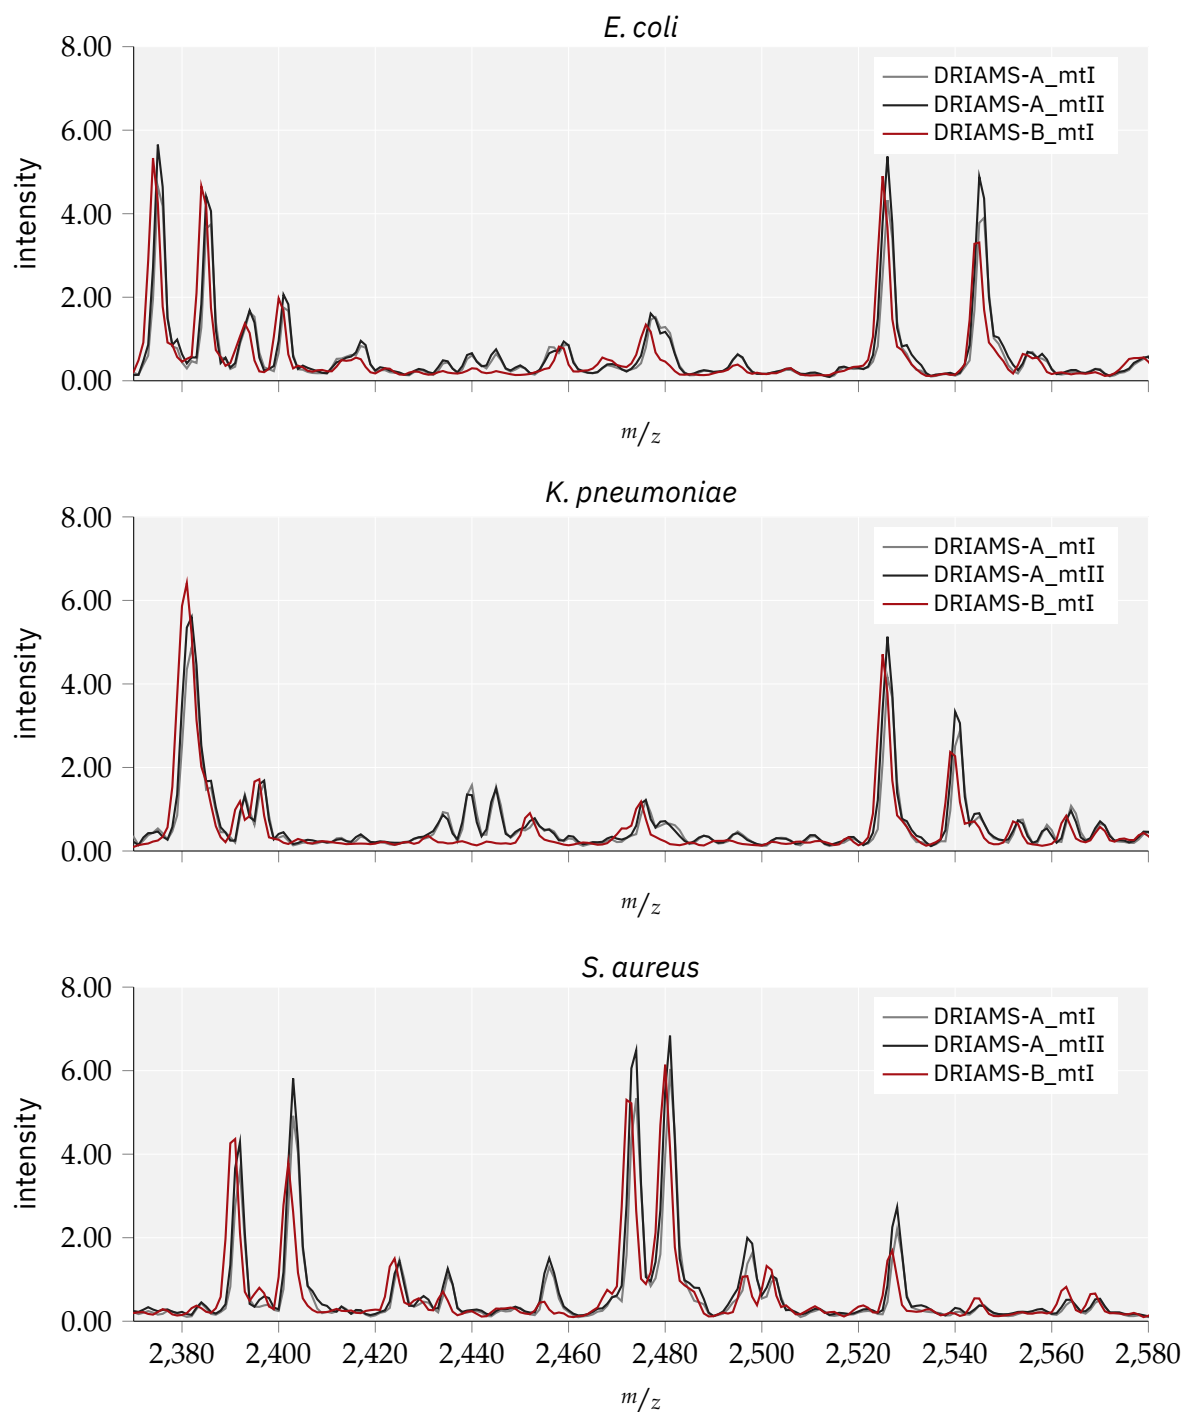 E. coli
8.00
6.00
4.00
2.00
0.00
intensity
DRIAMS-A_mtI
DRIAMS-A_mtII
DRIAMS-B_mtI
m/z
K. pneumoniae
8.00
6.00
4.00
2.00
0.00
intensity
DRIAMS-A_mtI
DRIAMS-A_mtII
DRIAMS-B_mtI
m/z
S. aureus
8.00
6.00
4.00
2.00
0.00
intensity
DRIAMS-A_mtI
DRIAMS-A_mtII
DRIAMS-B_mtI
2,380 2,400 2,420 2,440 2,460 2,480 2,500 2,520 2,540 2,560 2,580
m/z